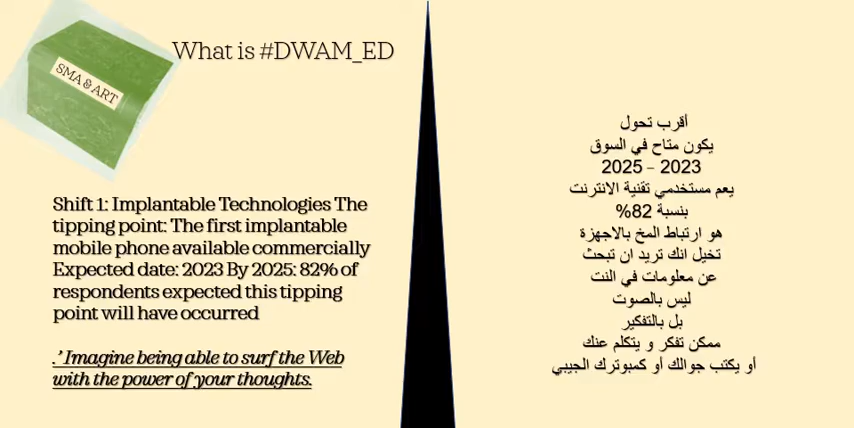 SMA & ART
What is #DWAM_ED
Shift 1: Implantable Technologies The
tipping point: The first implantable
mobile phone available commercially
Expected date: 2023 By 2025: 82% of
respondents expected this tipping
point will have occurred
.’ Imagine being able to surf the Web
with the power of your thoughts.
أقرب تحول
يكون متاح في السوق
2023 – 2025
يعم مستخدمي تقنية الانترنت
بنسبة 82%
هو ارتباط المخ بالاجهزة
تخيل انك تريد ان تبحث
عن معلومات في النت
ليس بالصوت
بل بالتفكير
ممكن تفكر و يتكلم عنك
أو يكتب جوالك أو كمبوترك الجيبي